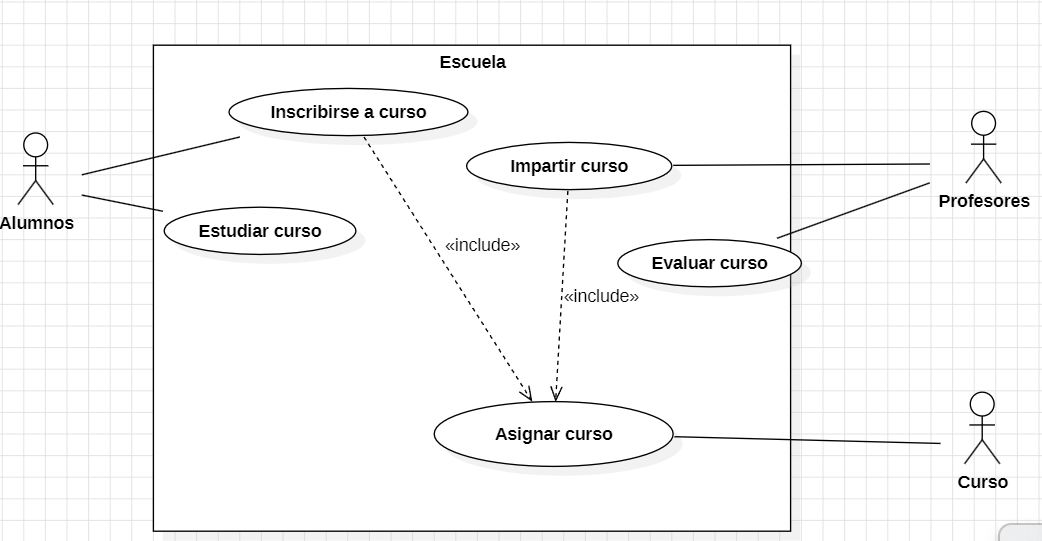 Escuela
Inscribirse a curso
Impartir curso
Profesores
Alumnos
Estudiar curso
«include»
Evaluar curso
«include»
Asignar curso
Curso